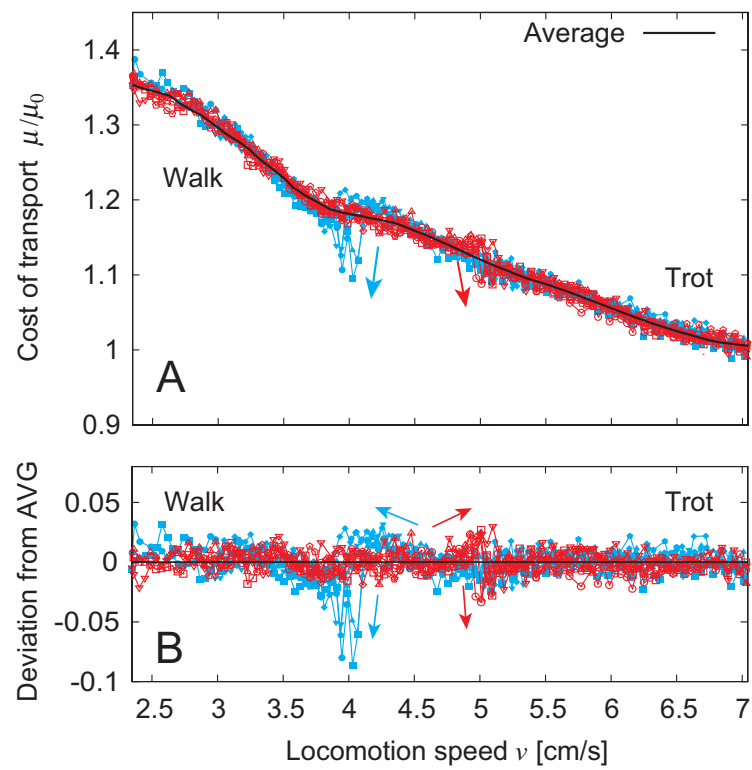 Average
1.4
1.3
1.2
1.1
1
0.9
Cost of transport μ/μ₀
Walk
Trot
A
Walk
Trot
0.05
0
-0.05
-0.1
Deviation from AVG
B
2.5 3 3.5 4 4.5 5 5.5 6 6.5 7
Locomotion speed v [cm/s]